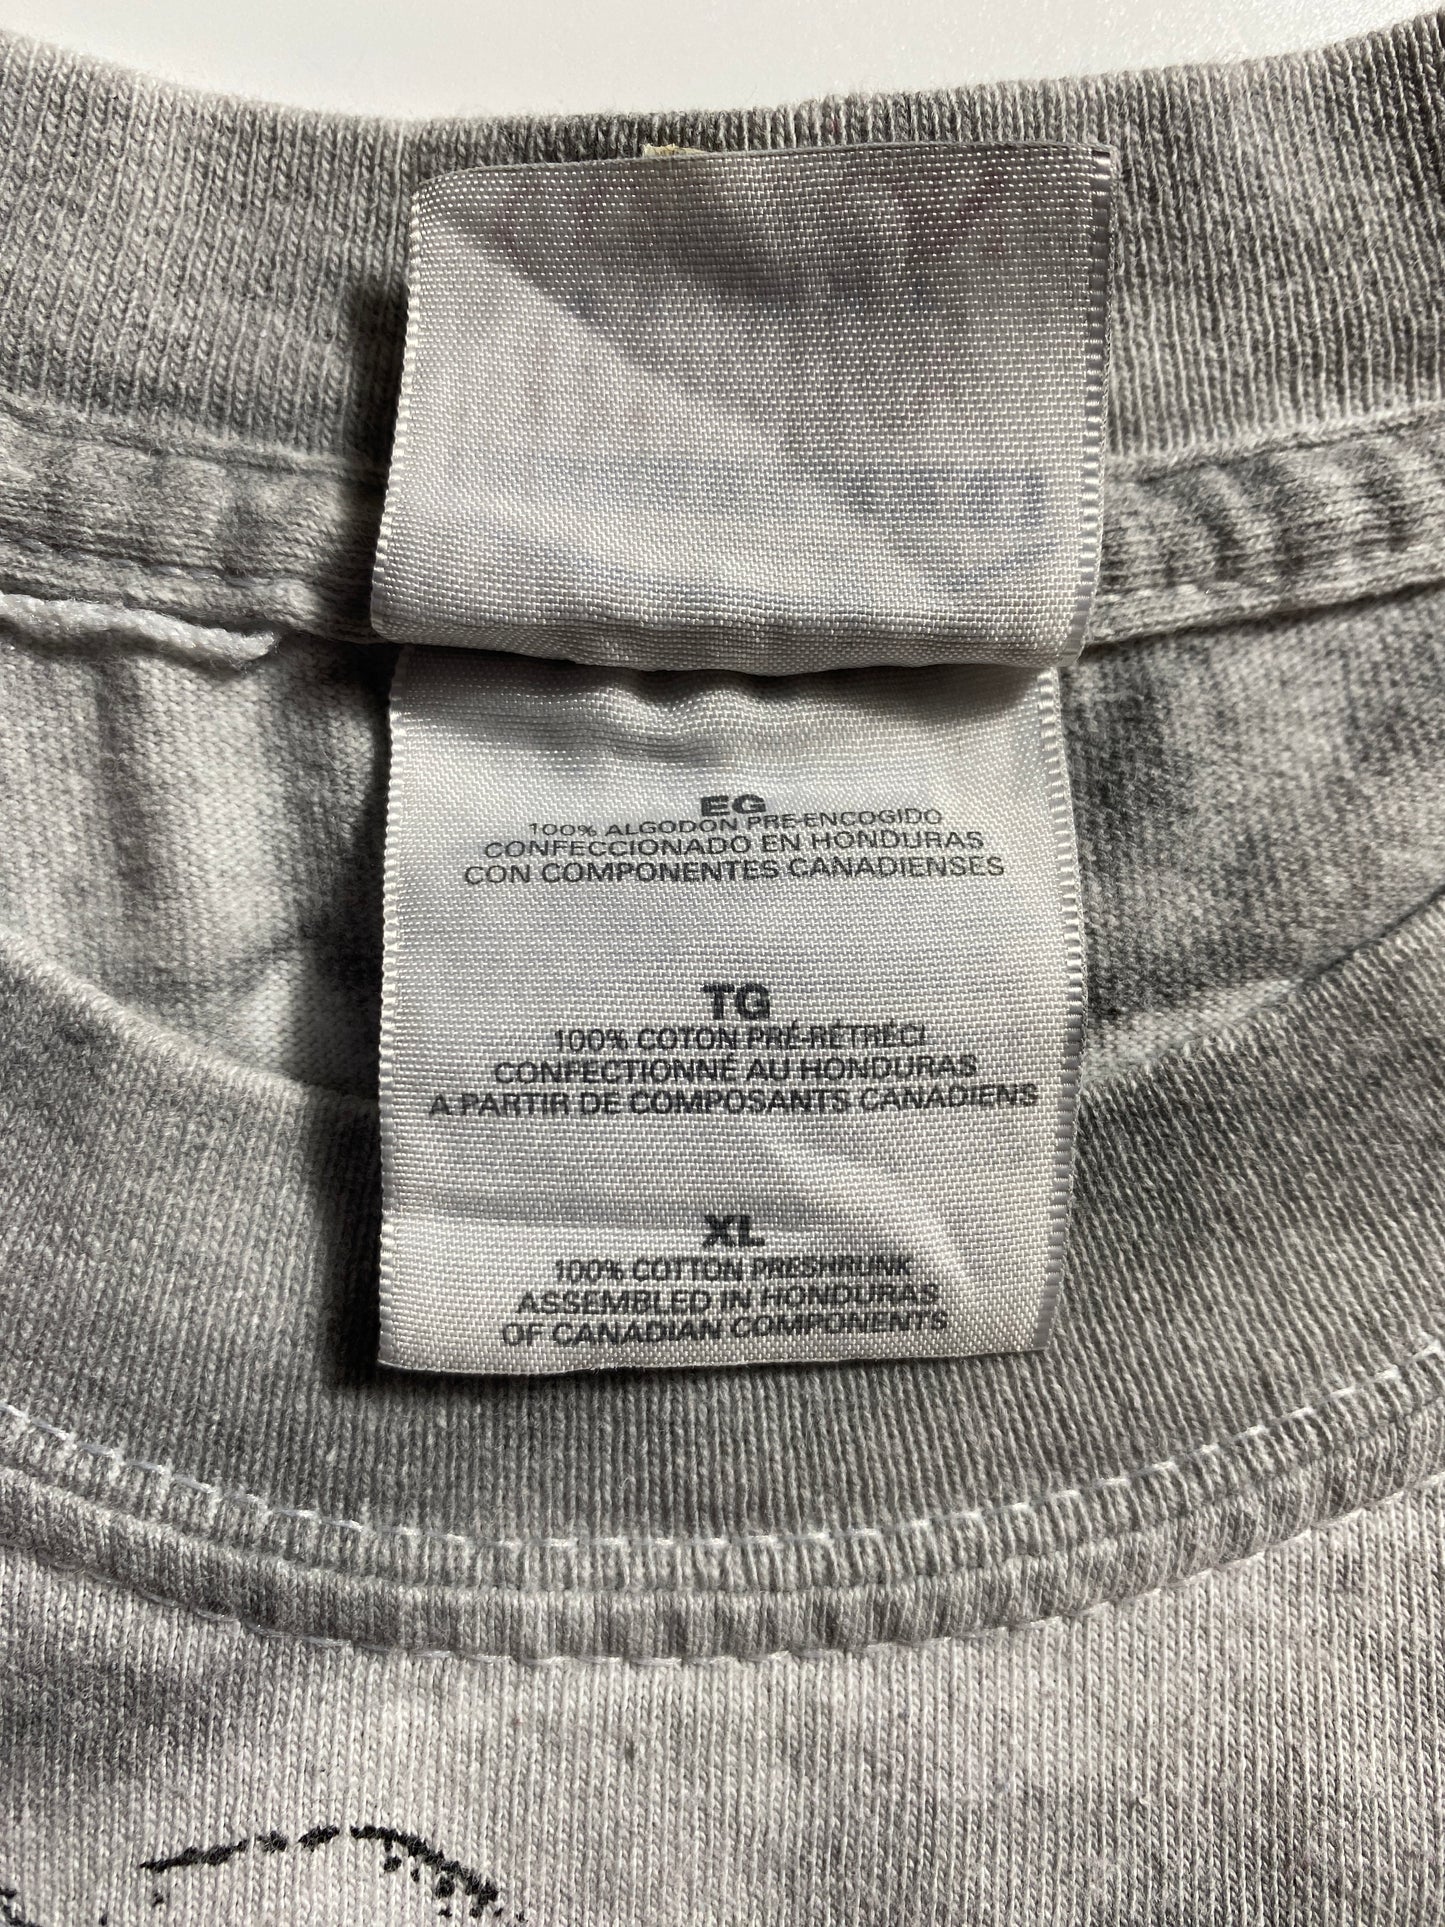 EG
100% ALGODON PRE-ENCOGIDO
CONFECCIONADO EN HONDURAS
CON COMPONENTES CANADIENSES
TG
100% COTON PRÉ-RÉTRÉCI
CONFECTIONNÉ AU HONDURAS
A PARTIR DE COMPOSANTS CANADIENS
XL
100% COTTON PRESHRUNK
ASSEMBLED IN HONDURAS
OF CANADIAN COMPONENTS